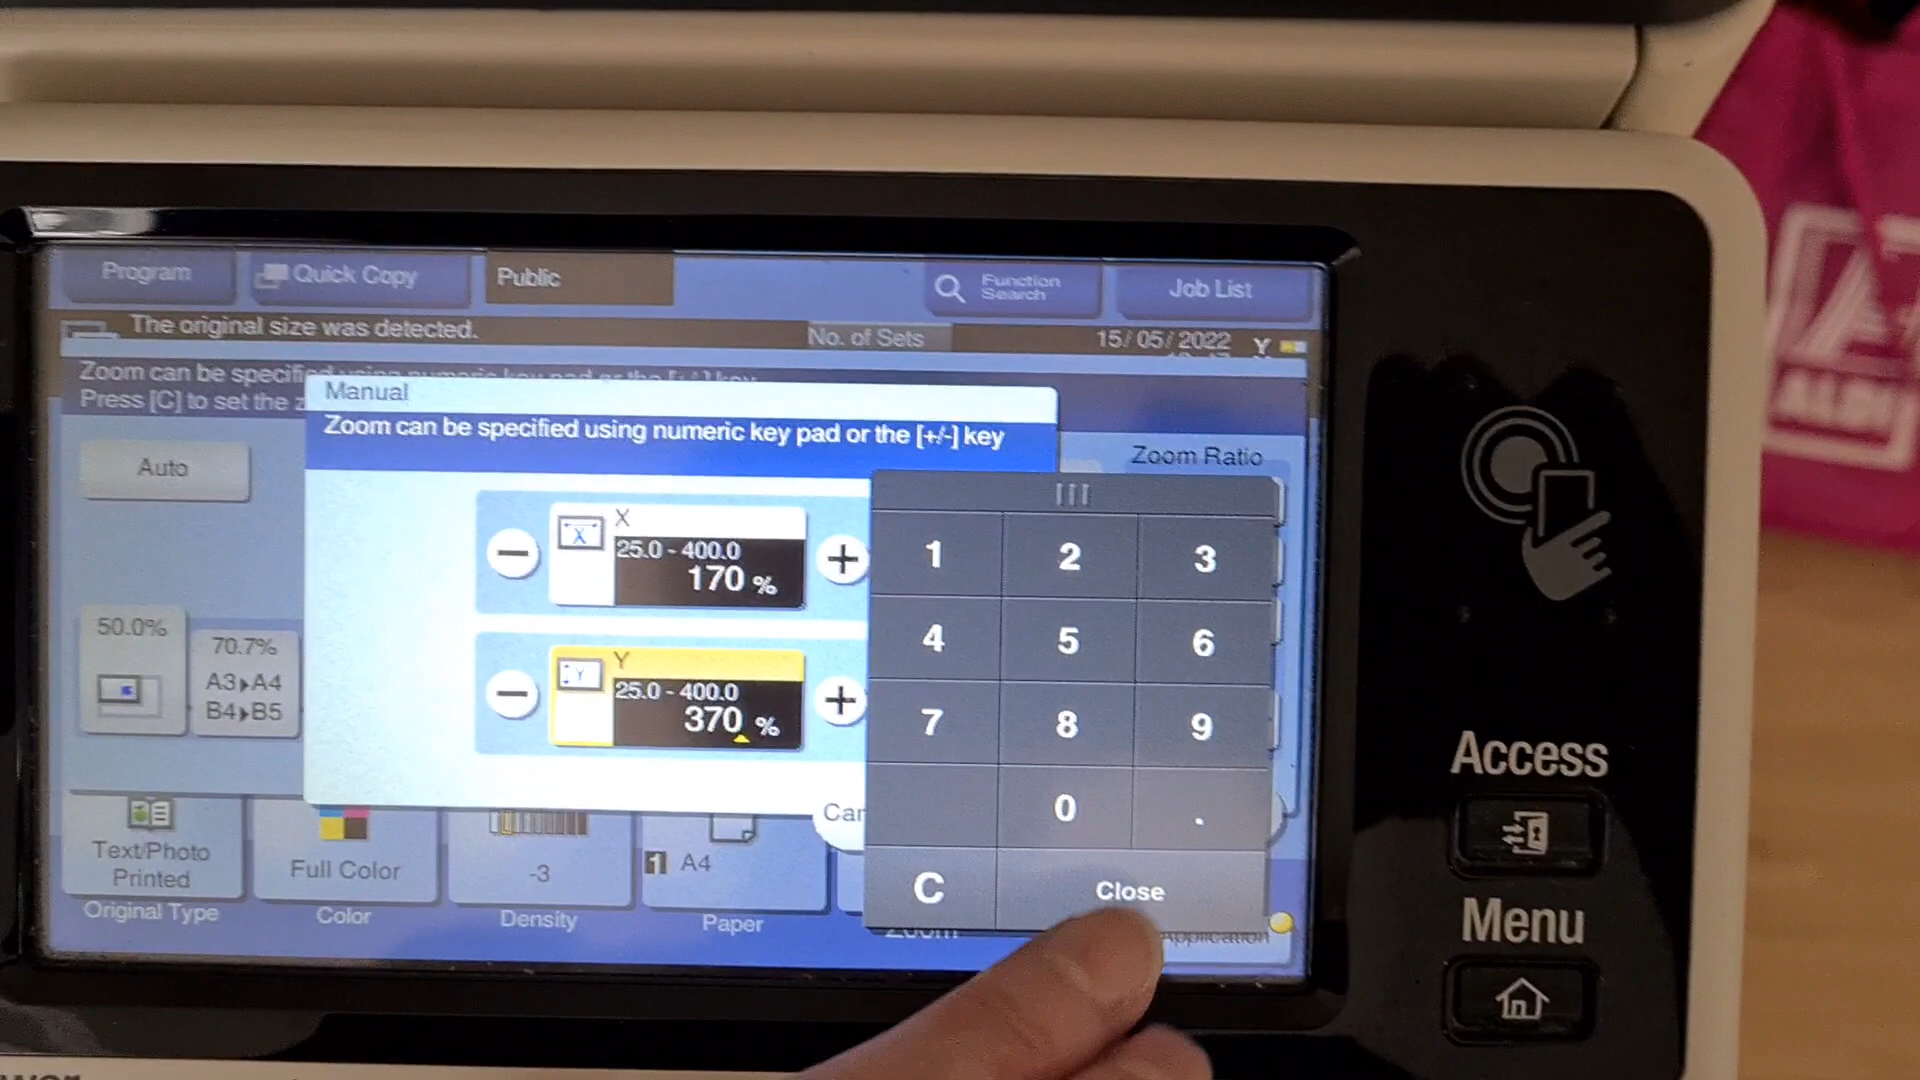 Program
Quick Copy
Public
Function
Search
Job List
The original size was detected.
No. of Sets
15/05/2022
Y
Zoom can be specified using numeric key pad or the [+/-] key
Press [C] to set the z
Manual
Zoom can be specified using numeric key pad or the [+/-] key
Auto
Zoom Ratio
X
X
25.0 - 400.0
170 %
Y
Y
25.0 - 400.0
370 %
50.0%
70.7%
A3▸A4
B4▸B5
1 2 3
4 5 6
7 8 9
0 .
C Close
Can
Text/Photo
Printed
Original Type
Full Color
Color
-3
Density
1 A4
Paper
Zoom
Application
Access
Menu
ALDI